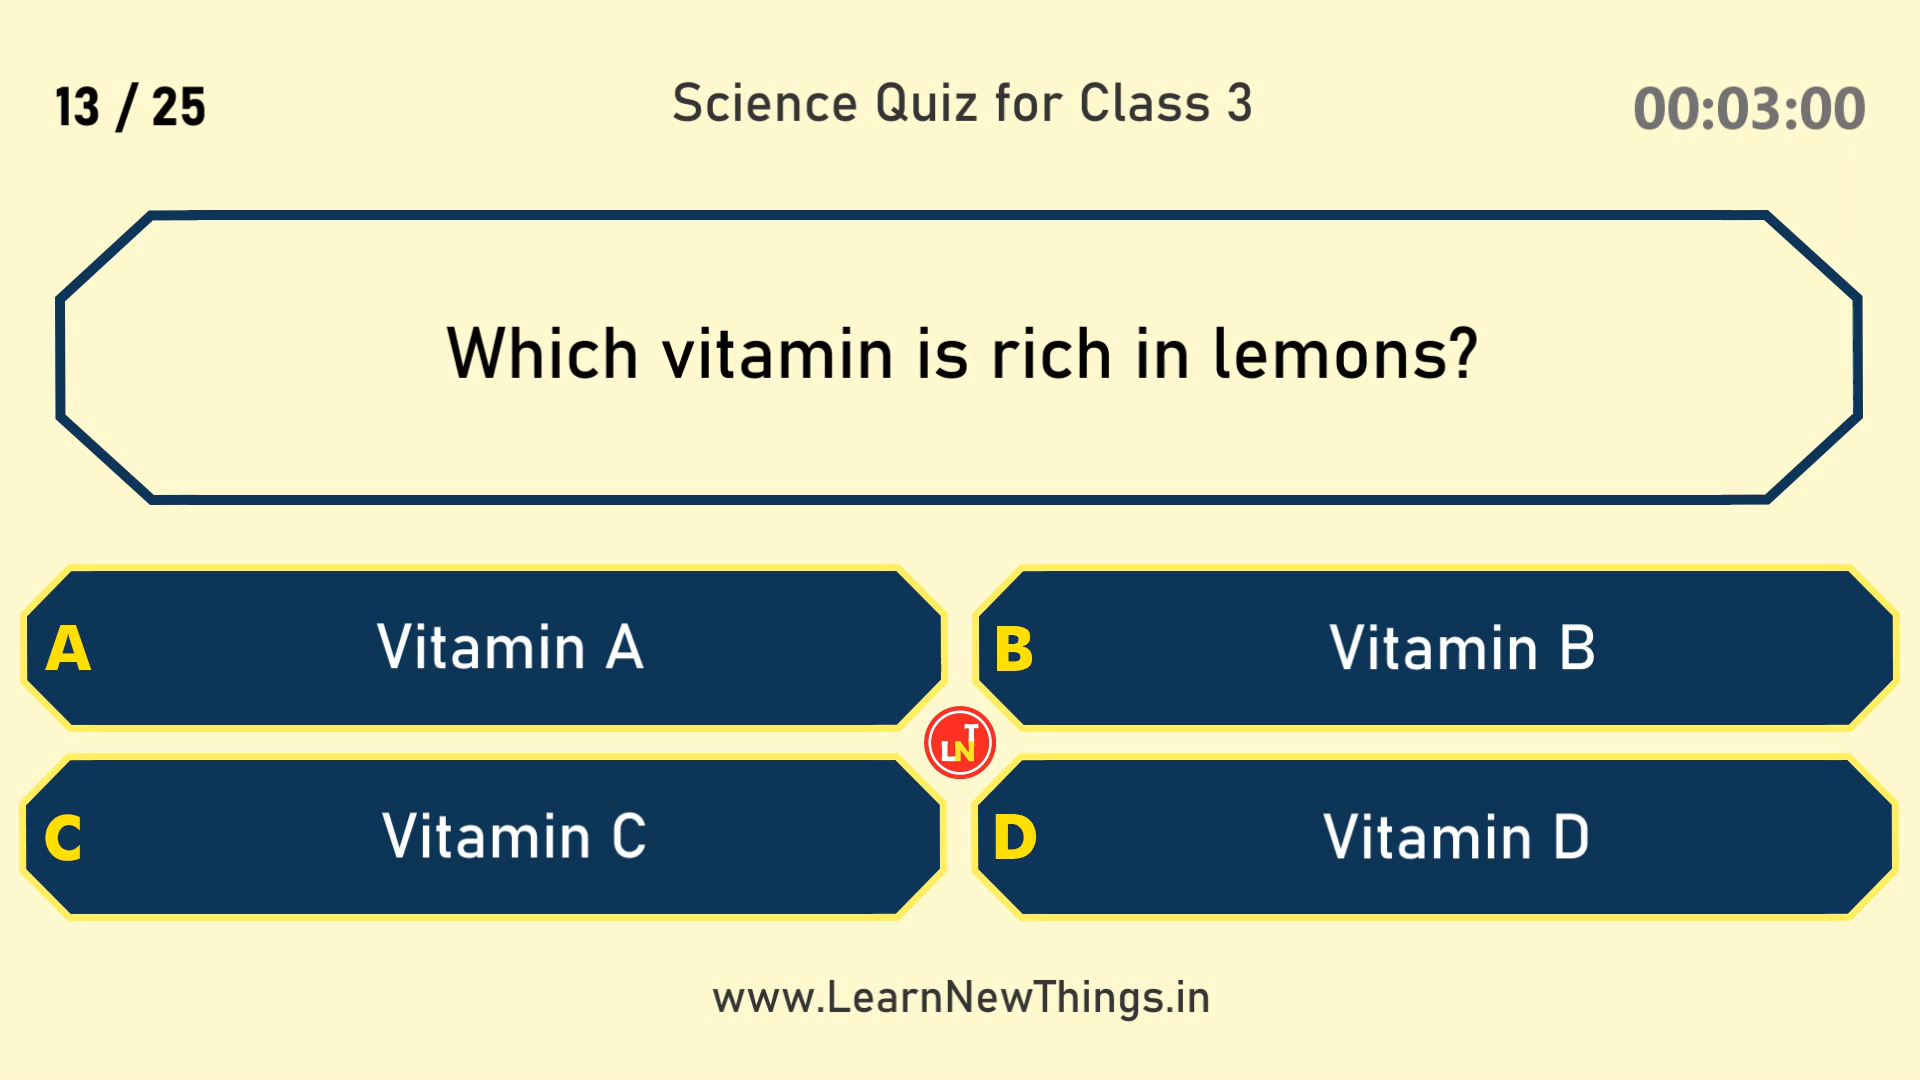 13 / 25
Science Quiz for Class 3
00:03:00
Which vitamin is rich in lemons?
A Vitamin A
B Vitamin B
LNT
C Vitamin C
D Vitamin D
www.LearnNewThings.in